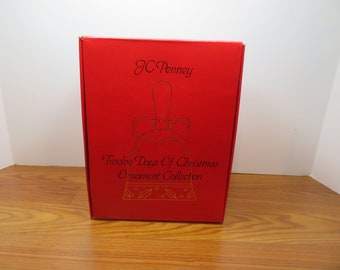 JC Penney
Twelve Days Of Christmas
Ornament Collection